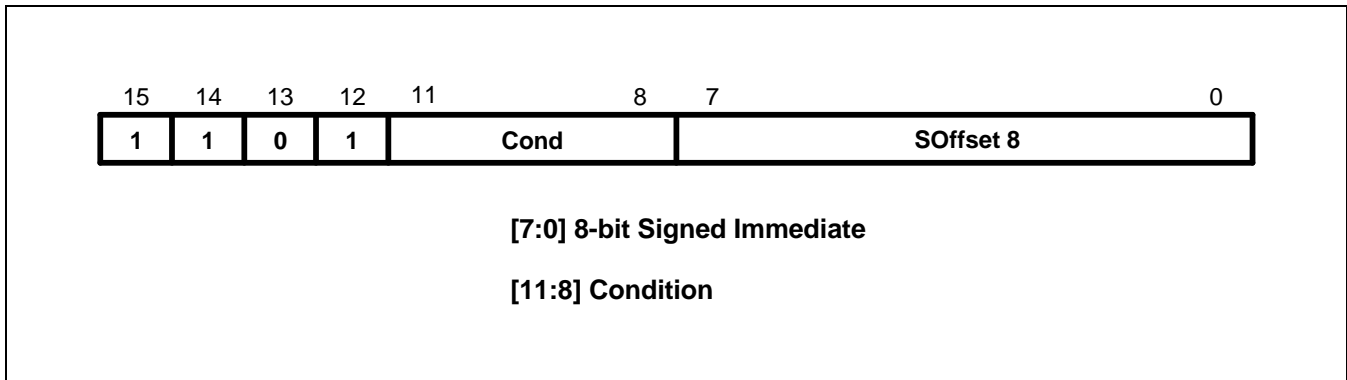 15 14 13 12 11 8 7 0
1 1 0 1 Cond SOffset 8
[7:0] 8-bit Signed Immediate
[11:8] Condition